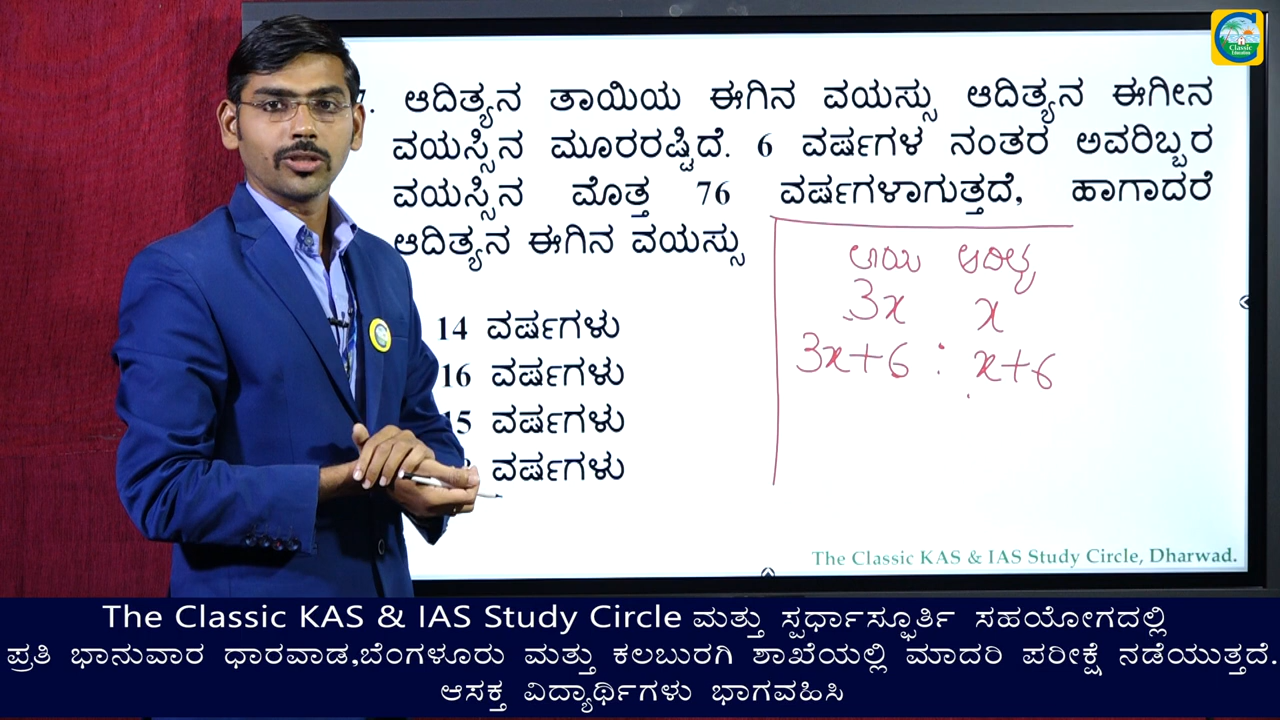 Classic
Education
7. ಆದಿತ್ಯನ ತಾಯಿಯ ಈಗಿನ ವಯಸ್ಸು ಆದಿತ್ಯನ ಈಗೀನ
ವಯಸ್ಸಿನ ಮೂರರಷ್ಟಿದೆ. 6 ವರ್ಷಗಳ ನಂತರ ಅವರಿಬ್ಬರ
ವಯಸ್ಸಿನ ಮೊತ್ತ 76 ವರ್ಷಗಳಾಗುತ್ತದೆ, ಹಾಗಾದರೆ
ಆದಿತ್ಯನ ಈಗಿನ ವಯಸ್ಸು
14 ವರ್ಷಗಳು
16 ವರ್ಷಗಳು
15 ವರ್ಷಗಳು
ವರ್ಷಗಳು
ತಾಯಿ ಆದಿತ್ಯ
3x x
3x+6 : x+6
The Classic KAS & IAS Study Circle, Dharwad.
The Classic KAS & IAS Study Circle ಮತ್ತು ಸ್ಪರ್ಧಾಸ್ಫೂರ್ತಿ ಸಹಯೋಗದಲ್ಲಿ
ಪ್ರತಿ ಭಾನುವಾರ ಧಾರವಾಡ,ಬೆಂಗಳೂರು ಮತ್ತು ಕಲಬುರಗಿ ಶಾಖೆಯಲ್ಲಿ ಮಾದರಿ ಪರೀಕ್ಷೆ ನಡೆಯುತ್ತದೆ.
ಆಸಕ್ತ ವಿದ್ಯಾರ್ಥಿಗಳು ಭಾಗವಹಿಸಿ